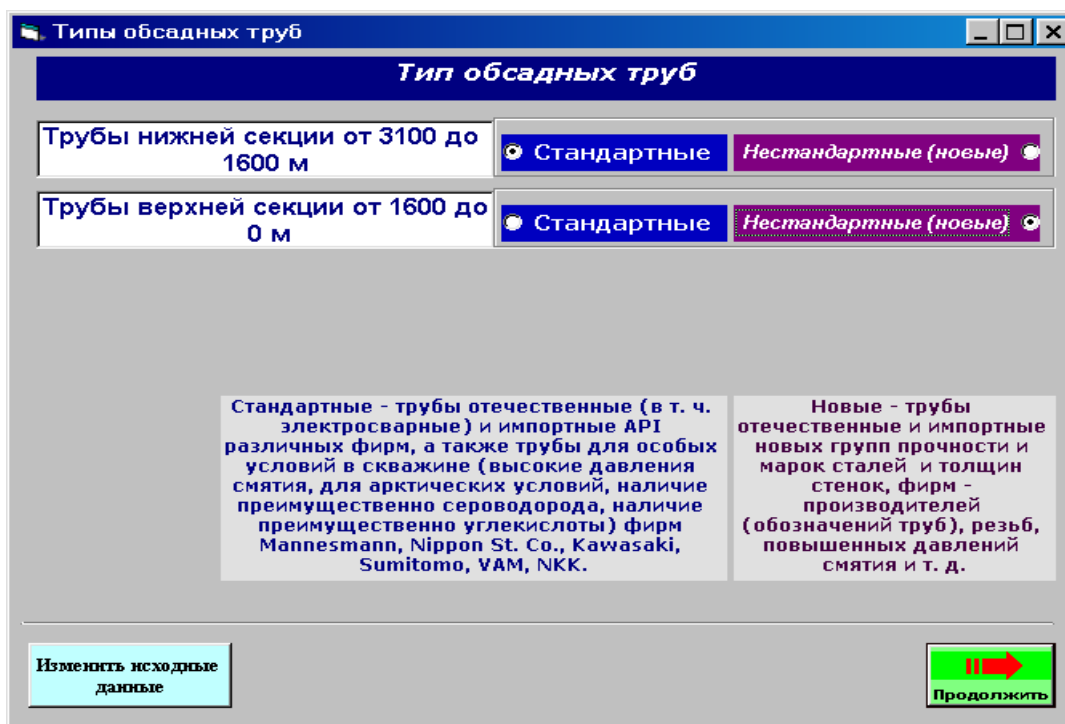 Типы обсадных труб
Тип обсадных труб
Трубы нижней секции от 3100 до
1600 м
Стандартные
Нестандартные (новые)
Трубы верхней секции от 1600 до
0 м
Стандартные
Нестандартные (новые)
Стандартные - трубы отечественные (в т. ч.
электросварные) и импортные API
различных фирм, а также трубы для особых
условий в скважине (высокие давления
смятия, для арктических условий, наличие
преимущественно сероводорода, наличие
преимущественно углекислоты) фирм
Mannesmann, Nippon St. Co., Kawasaki,
Sumitomo, VAM, NKK.
Новые - трубы
отечественные и импортные
новых групп прочности и
марок сталей и толщин
стенок, фирм -
производителей
(обозначений труб), резьб,
повышенных давлений
смятия и т. д.
Изменить исходные
данные
Продолжить